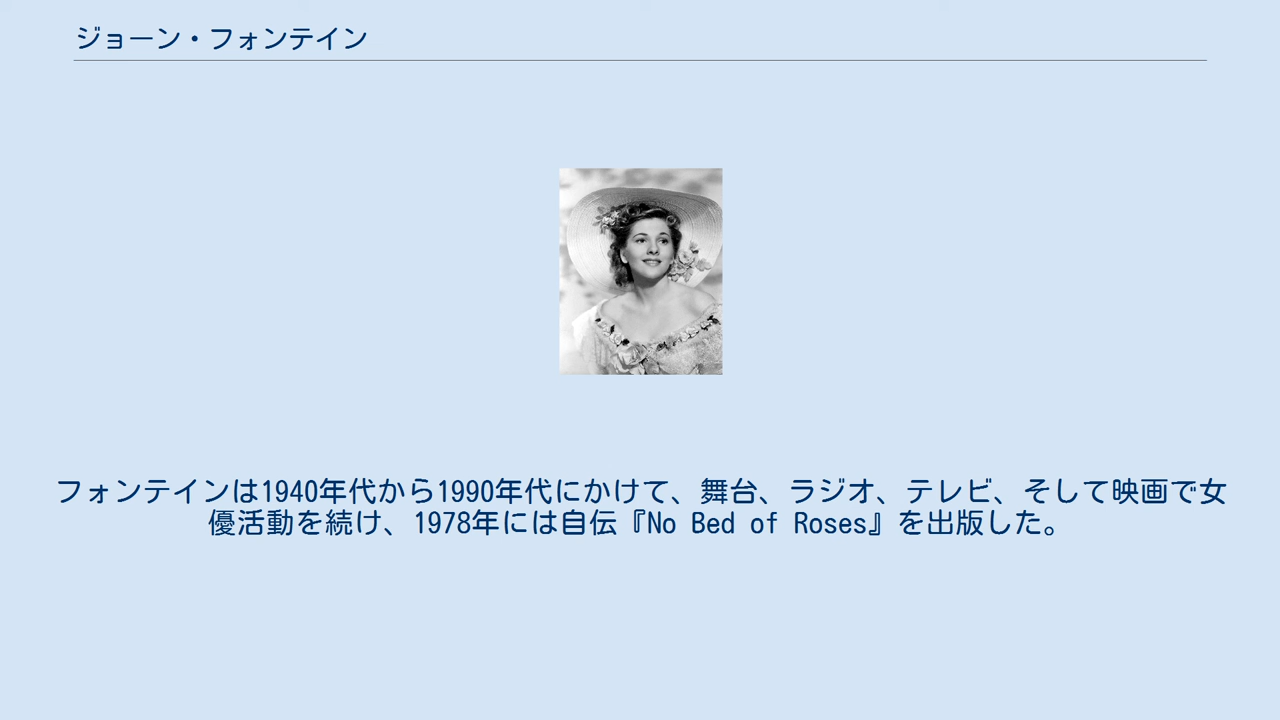 ジョーン・フォンテイン
フォンテインは1940年代から1990年代にかけて、舞台、ラジオ、テレビ、そして映画で女
優活動を続け、1978年には自伝『No Bed of Roses』を出版した。